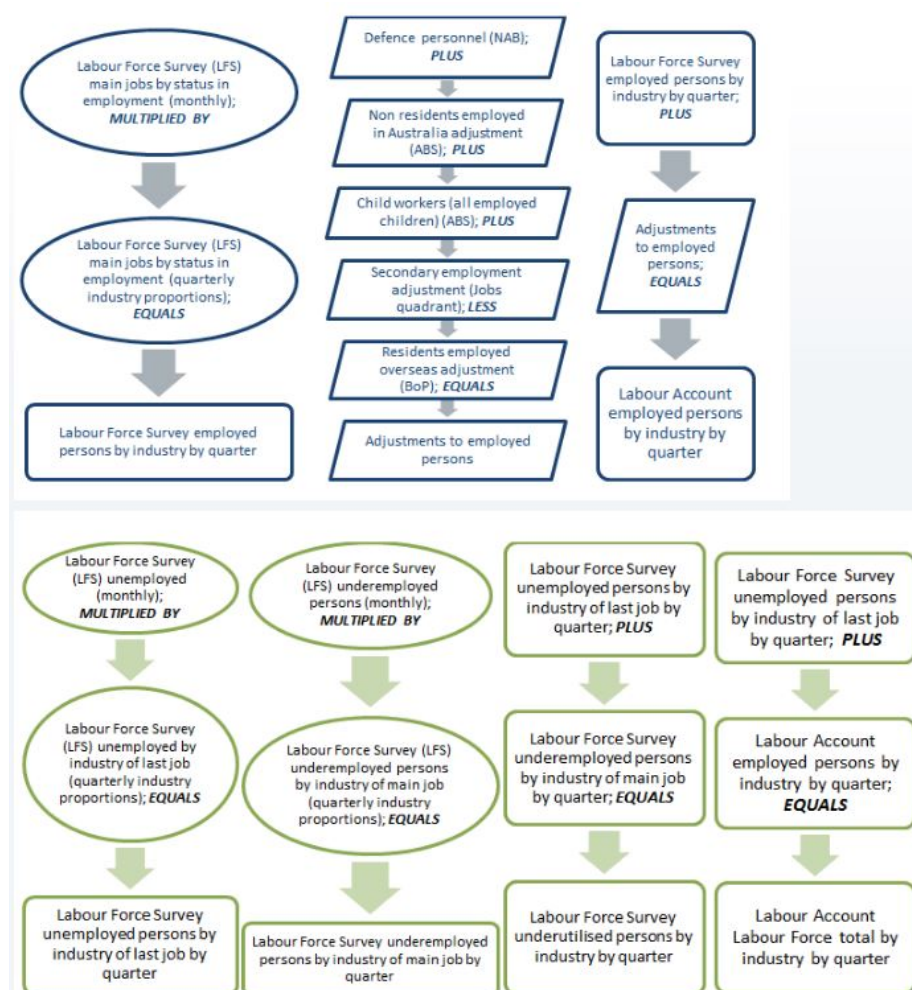 Labour Force Survey (LFS)
main jobs by status in
employment (monthly);
MULTIPLIED BY
Labour Force Survey (LFS)
main jobs by status in
employment (quarterly
industry proportions);
EQUALS
Labour Force Survey employed
persons by industry by quarter
Defence personnel (NAB);
PLUS
Non residents employed
in Australia adjustment
(ABS); PLUS
Child workers (all employed
children) (ABS); PLUS
Secondary employment
adjustment (Jobs
quadrant); LESS
Residents employed
overseas adjustment
(BoP); EQUALS
Adjustments to employed
persons
Labour Force Survey
employed persons by
industry by quarter;
PLUS
Adjustments
to employed
persons;
EQUALS
Labour Account
employed persons
by industry by
quarter
Labour Force Survey
(LFS) unemployed
(monthly);
MULTIPLIED BY
Labour Force Survey
(LFS) unemployed by
industry of last job
(quarterly industry
proportions); EQUALS
Labour Force Survey
unemployed persons by
industry of last job by
quarter
Labour Force Survey
(LFS) underemployed
persons (monthly);
MULTIPLIED BY
Labour Force Survey (LFS)
underemployed persons
by industry of main job
(quarterly industry
proportions); EQUALS
Labour Force Survey underemployed
persons by industry of main job by
quarter
Labour Force Survey
unemployed persons by
industry of last job by
quarter; PLUS
Labour Force Survey
underemployed persons
by industry of main job
by quarter; EQUALS
Labour Force Survey
underutilised persons by
industry by quarter
Labour Force Survey
unemployed persons
by industry of last job
by quarter; PLUS
Labour Account
employed persons by
industry by quarter;
EQUALS
Labour Account
Labour Force total by
industry by quarter